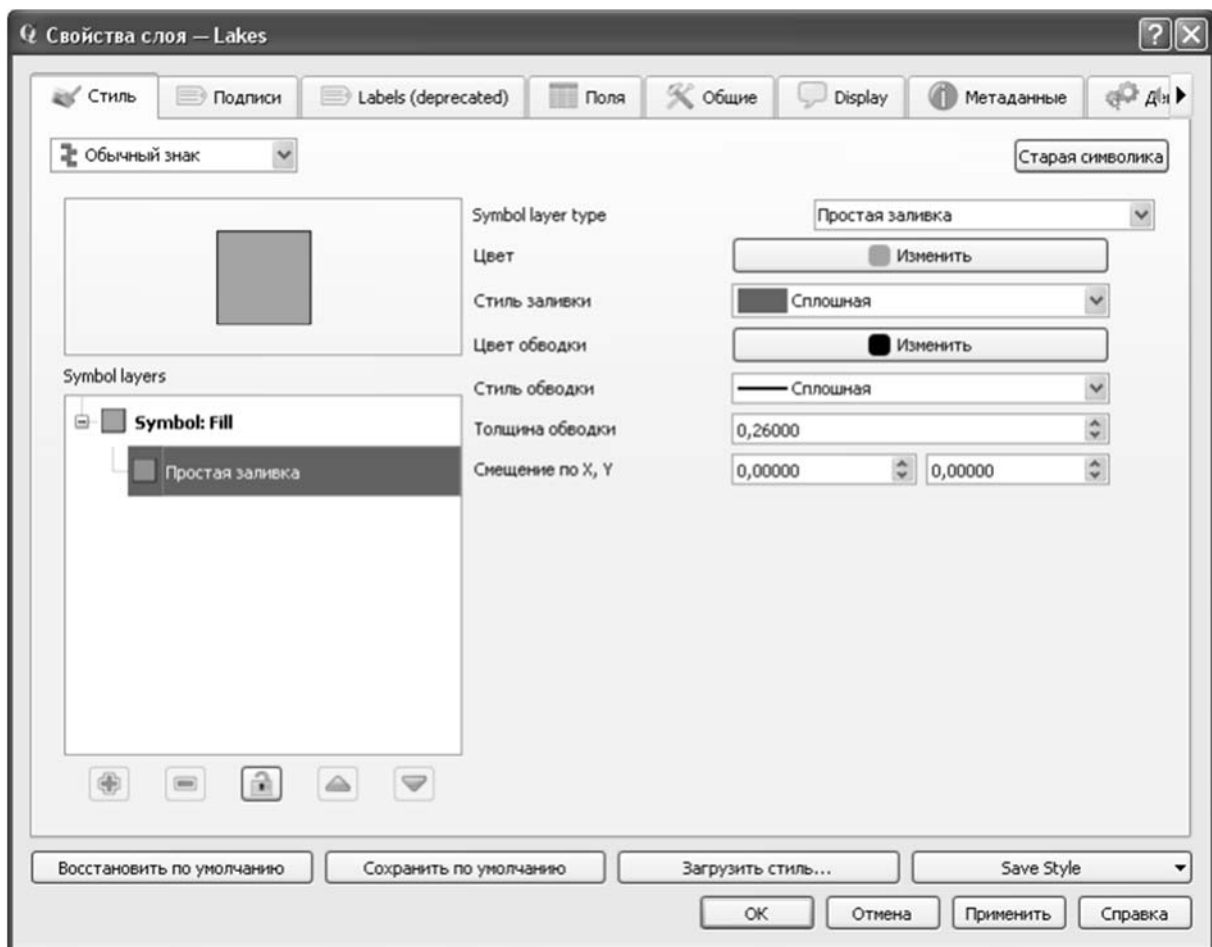 Свойства слоя — Lakes
Стиль Подписи Labels (deprecated) Поля Общие Display Метаданные
Обычный знак Старая символика
Symbol layer type Простая заливка
Цвет Изменить
Стиль заливки Сплошная
Цвет обводки Изменить
Symbol layers
Стиль обводки Сплошная
Symbol: Fill
Толщина обводки 0,26000
Простая заливка
Смещение по X, Y 0,00000 0,00000
Восстановить по умолчанию Сохранить по умолчанию Загрузить стиль... Save Style
OK Отмена Применить Справка